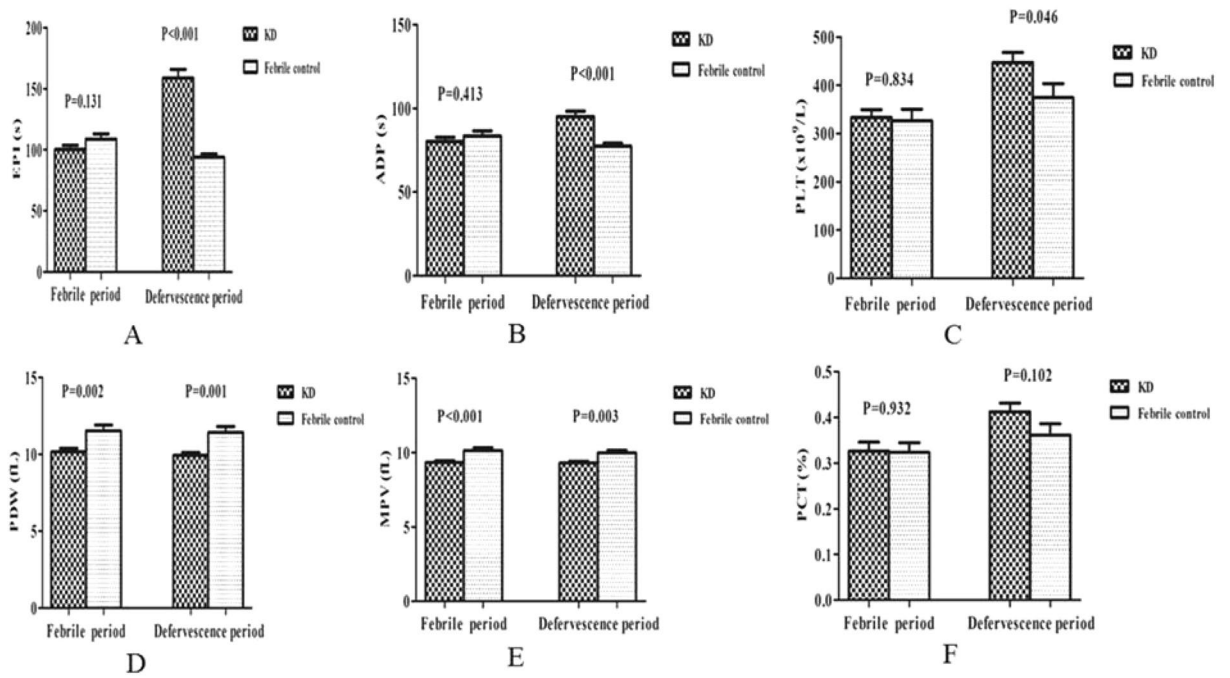 200
150
100
50
0
EPI (s)
P<0.001
P=0.131
KD
Febrile control
Febrile period
Defervescence period
A
150
100
50
0
ADP (s)
P=0.413
P<0.001
KD
Febrile control
Febrile period
Defervescence period
B
500
400
300
200
100
0
PLT (x10⁹/L)
P=0.046
P=0.834
KD
Febrile control
Febrile period
Defervescence period
C
15
10
5
0
PDW (fL)
P=0.002
P=0.001
KD
Febrile control
Febrile period
Defervescence period
D
15
10
5
0
MPV (fL)
P<0.001
P=0.003
KD
Febrile control
Febrile period
Defervescence period
E
0.5
0.4
0.3
0.2
0.1
0.0
PCT (%)
P=0.102
P=0.932
KD
Febrile control
Febrile period
Defervescence period
F